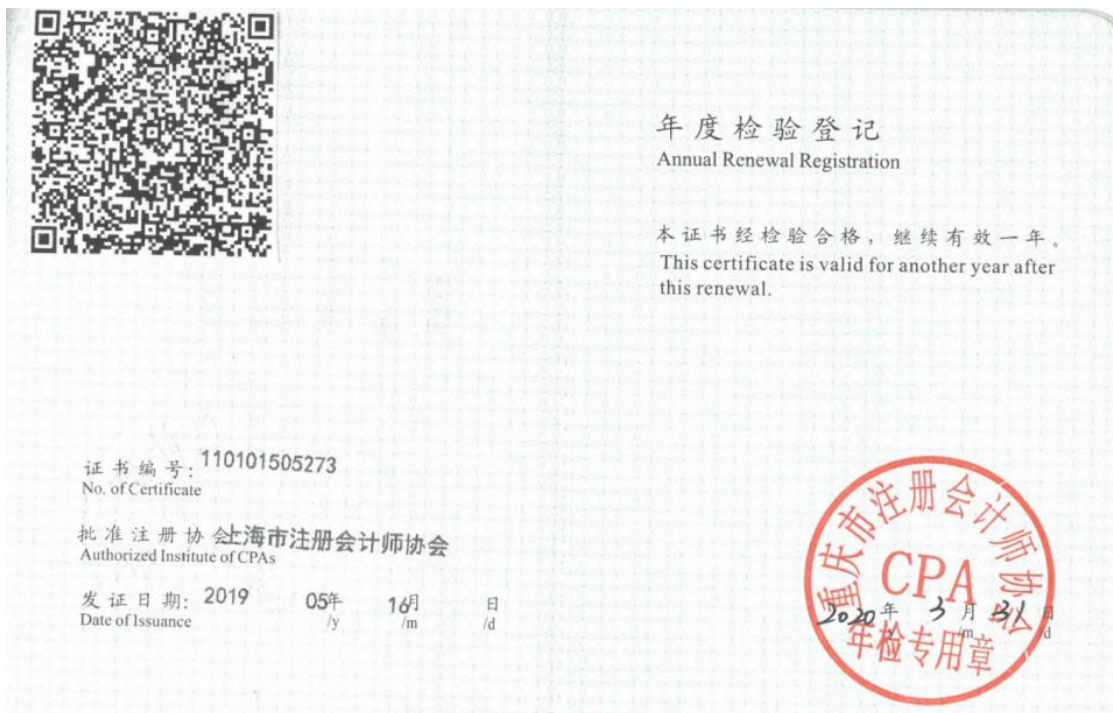 年度检验登记
Annual Renewal Registration
本证书经检验合格，继续有效一年。
This certificate is valid for another year after
this renewal.
证书编号: 110101505273
No. of Certificate
批准注册协会上海市注册会计师协会
Authorized Institute of CPAs
发证日期: 2019 05年 16月 日
Date of Issuance /y /m /d
重庆市注册会计师协会
CPA
2020年 3月 31日
/m d
年检专用章